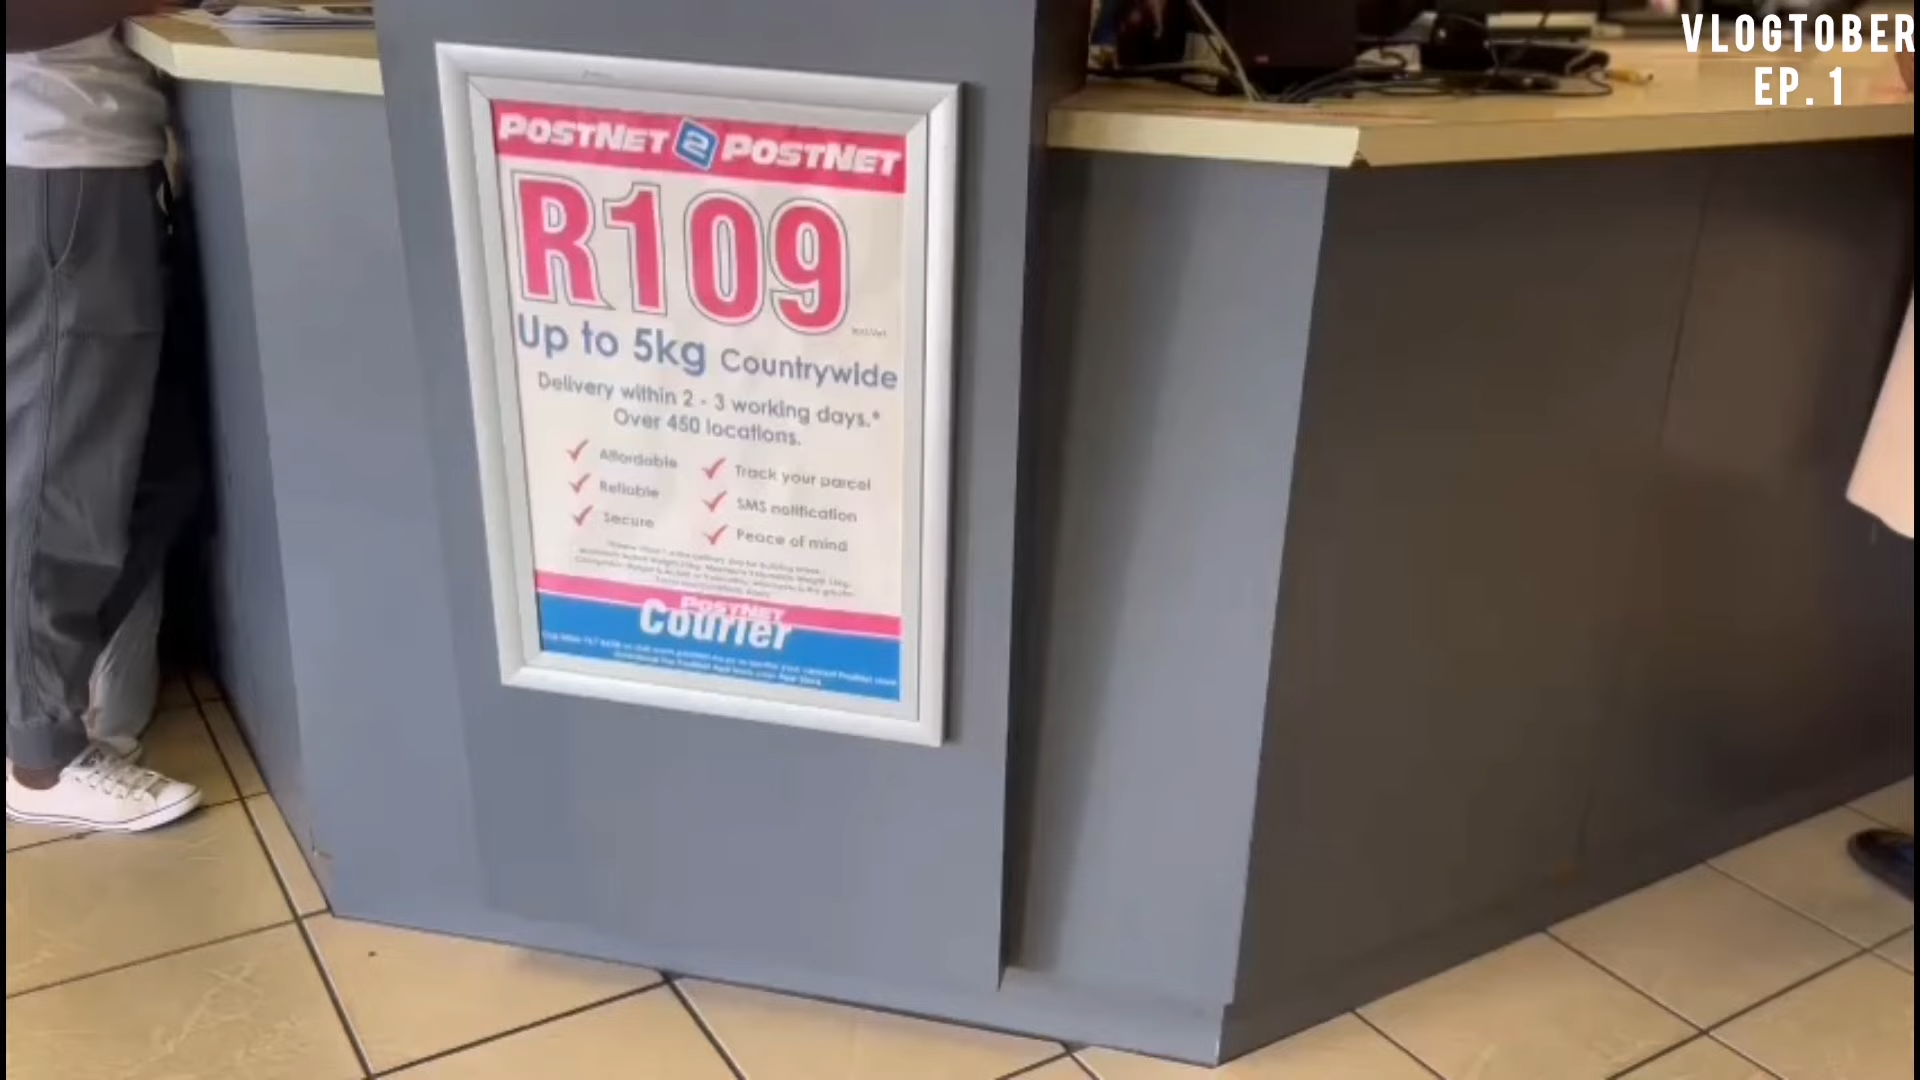 VLOGTOBER
EP. 1
POSTNET 2 POSTNET
R109
Up to 5kg Countrywide
Delivery within 2 - 3 working days.*
Over 450 locations.
✓ Affordable
✓ Reliable
✓ Secure
✓ Track your parcel
✓ SMS notification
✓ Peace of mind
POSTNET
Courier